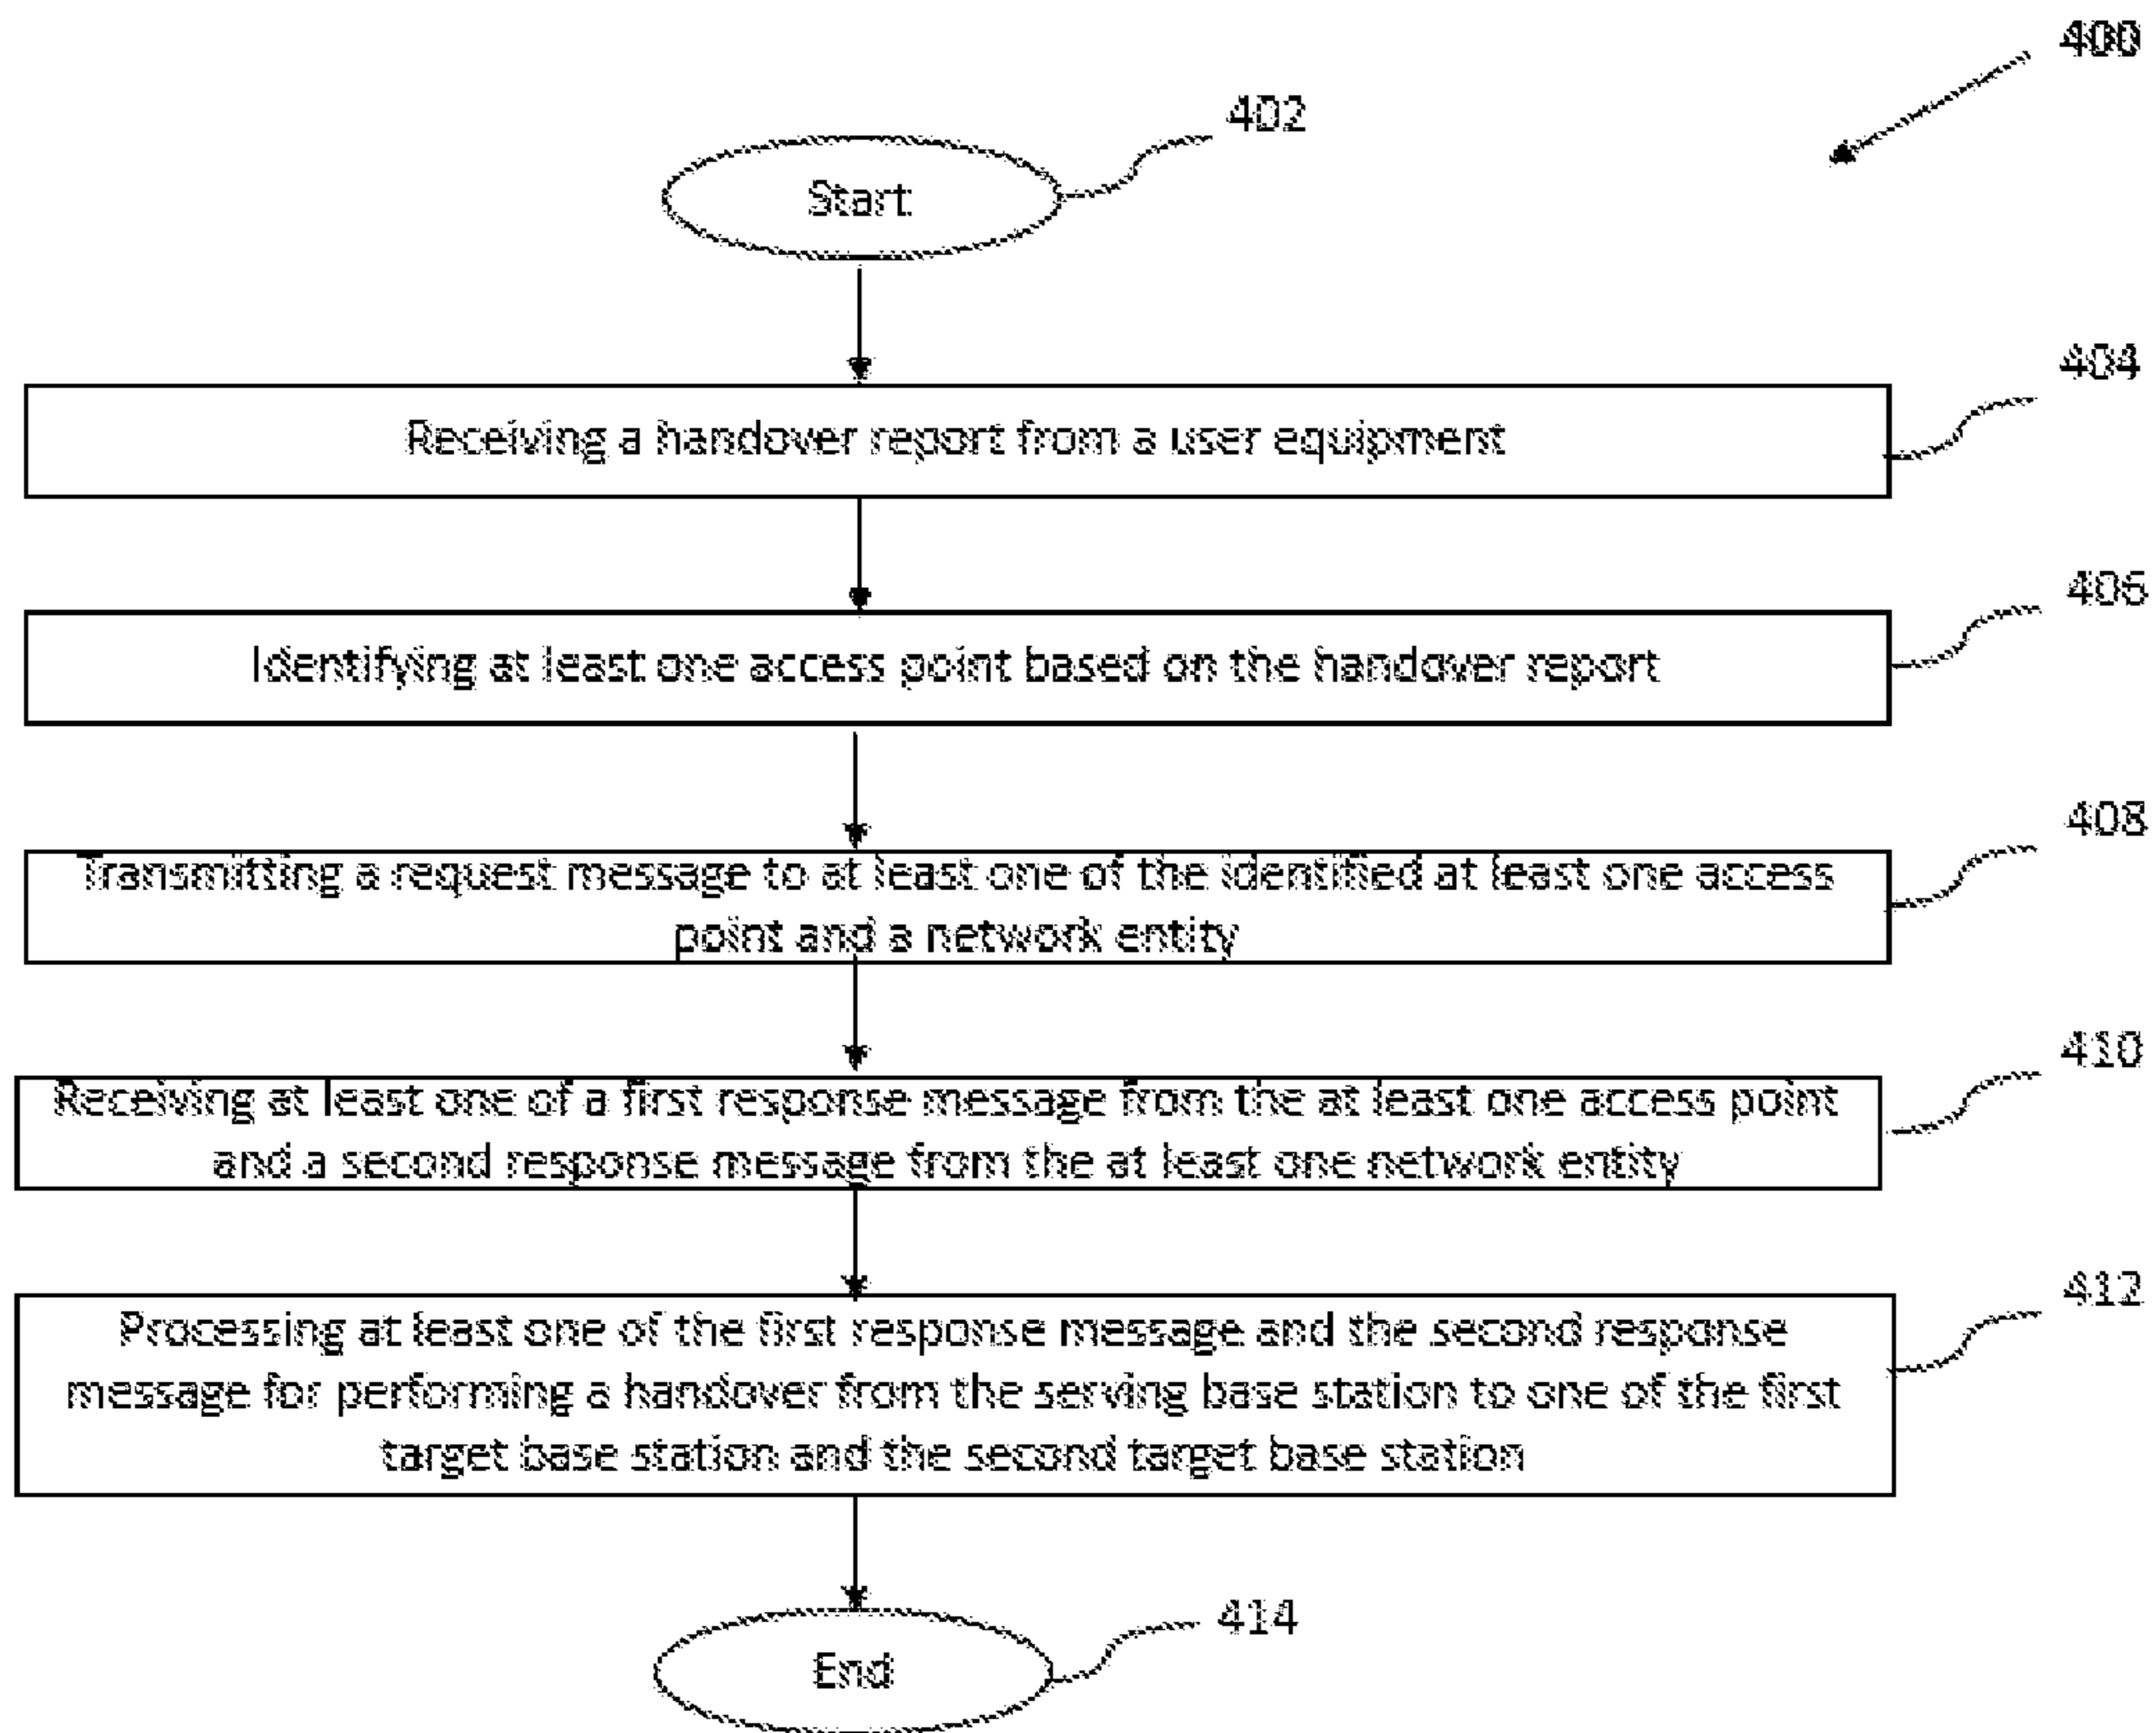 400
402
Start
404
Receiving a handover report from a user equipment
406
Identifying at least one access point based on the handover report
408
Transmitting a request message to at least one of the identified at least one access
point and a network entity
410
Receiving at least one of a first response message from the at least one access point
and a second response message from the at least one network entity
412
Processing at least one of the first response message and the second response
message for performing a handover from the serving base station to one of the first
target base station and the second target base station
414
End